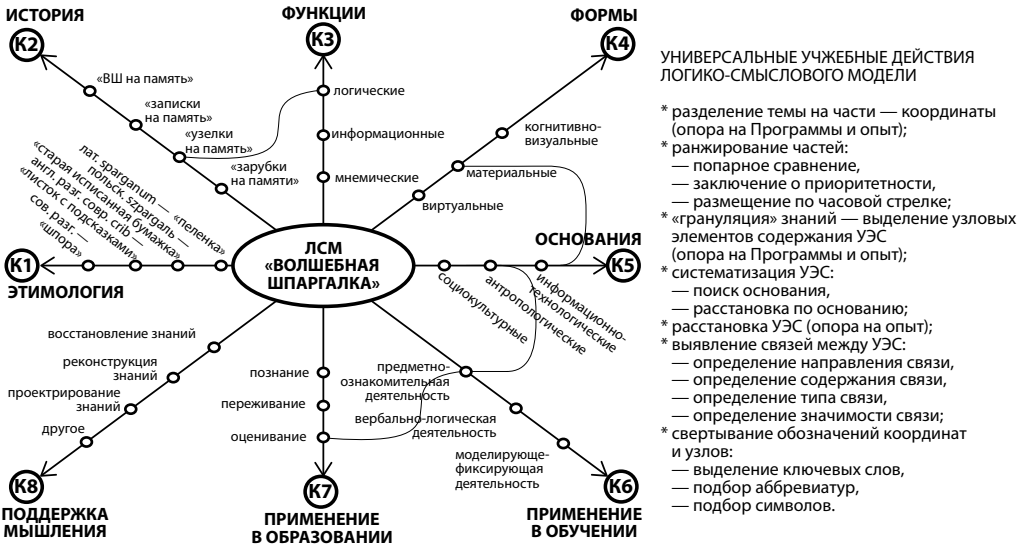 ИСТОРИЯ
К2
«ВШ на память»
«записки
на память»
«узелки
на память»
«зарубки
на памяти»
ФУНКЦИИ
К3
логические
информационные
мнемические
ФОРМЫ
К4
когнитивно-
визуальные
материальные
виртуальные
лат. sparganum — «пеленка»
польск. szpargał —
«старая исписанная бумажка»
англ. разг. совр. crib —
«листок с подсказками»
сов. разг. —
«шпора»
К1
ЭТИМОЛОГИЯ
ЛСМ
«ВОЛШЕБНАЯ
ШПАРГАЛКА»
ОСНОВАНИЯ
К5
социокультурные
антропологические
информационно-
технологические
восстановление знаний
реконструкция
знаний
проектрирование
знаний
другое
К8
ПОДДЕРЖКА
МЫШЛЕНИЯ
познание
переживание
оценивание
К7
ПРИМЕНЕНИЕ
В ОБРАЗОВАНИИ
предметно-
ознакомительная
деятельность
вербально-логическая
деятельность
моделирующе-
фиксирующая
деятельность
К6
ПРИМЕНЕНИЕ
В ОБУЧЕНИИ
УНИВЕРСАЛЬНЫЕ УЧЖЕБНЫЕ ДЕЙСТВИЯ
ЛОГИКО-СМЫСЛОВОГО МОДЕЛИ
* разделение темы на части — координаты
(опора на Программы и опыт);
* ранжирование частей:
— попарное сравнение,
— заключение о приоритетности,
— размещение по часовой стрелке;
* «грануляция» знаний — выделение узловых
элементов содержания УЭС
(опора на Программы и опыт);
* систематизация УЭС:
— поиск основания,
— расстановка по основанию;
* расстановка УЭС (опора на опыт);
* выявление связей между УЭС:
— определение направления связи,
— определение содержания связи,
— определение типа связи,
— определение значимости связи;
* свертывание обозначений координат
и узлов:
— выделение ключевых слов,
— подбор аббревиатур,
— подбор символов.